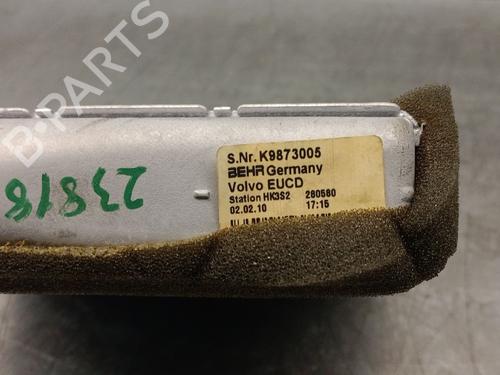 B-PARTS
S.Nr. K9873005
BEHR Germany
Volvo EUCD
Station HK3S2 280580
02.02.10 17:15
23818